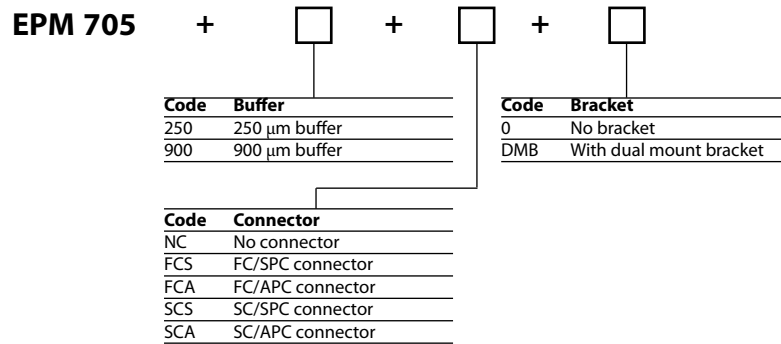 EPM 705 + + +
Code Buffer
250 250 µm buffer
900 900 µm buffer
Code Bracket
0 No bracket
DMB With dual mount bracket
Code Connector
NC No connector
FCS FC/SPC connector
FCA FC/APC connector
SCS SC/SPC connector
SCA SC/APC connector